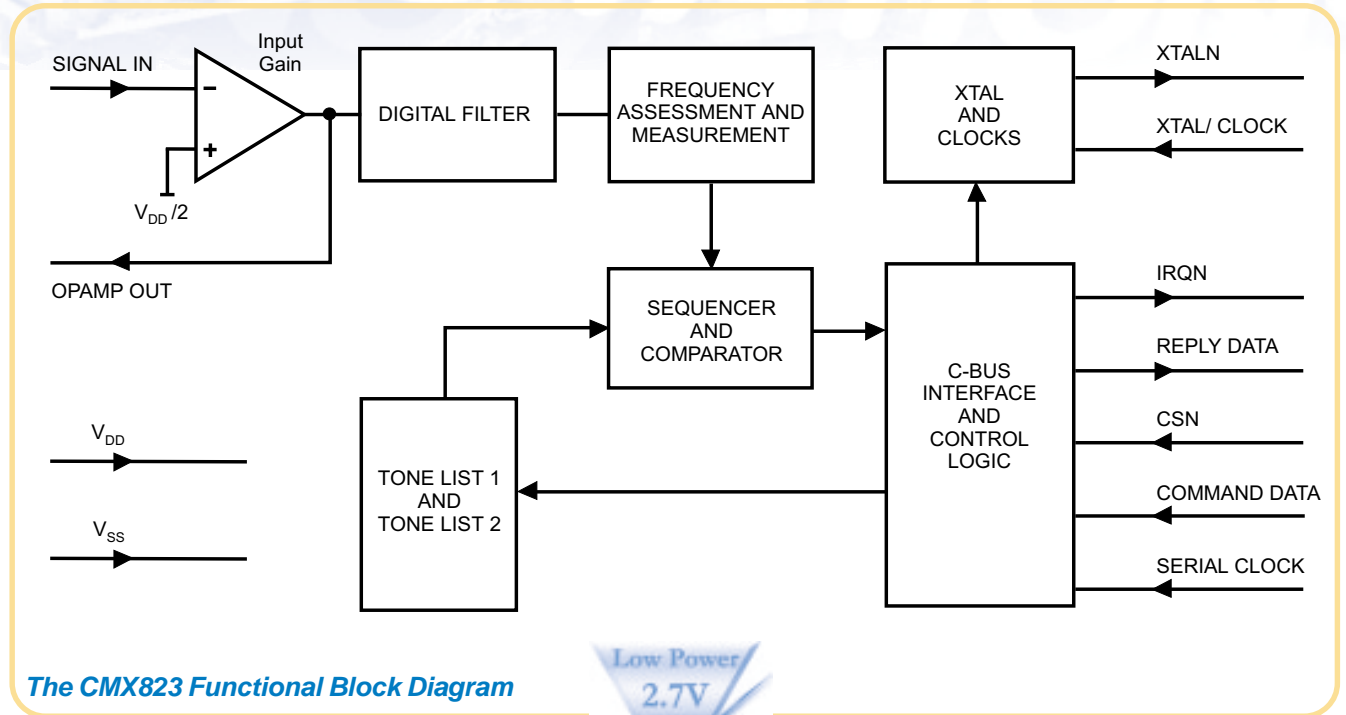 SIGNAL IN
Input
Gain
−
+
V_DD /2
OPAMP OUT
DIGITAL FILTER
FREQUENCY
ASSESSMENT AND
MEASUREMENT
XTAL
AND
CLOCKS
XTALN
XTAL/ CLOCK
SEQUENCER
AND
COMPARATOR
C-BUS
INTERFACE
AND
CONTROL
LOGIC
IRQN
REPLY DATA
CSN
COMMAND DATA
SERIAL CLOCK
V_DD
V_SS
TONE LIST 1
AND
TONE LIST 2
The CMX823 Functional Block Diagram
Low Power
2.7V